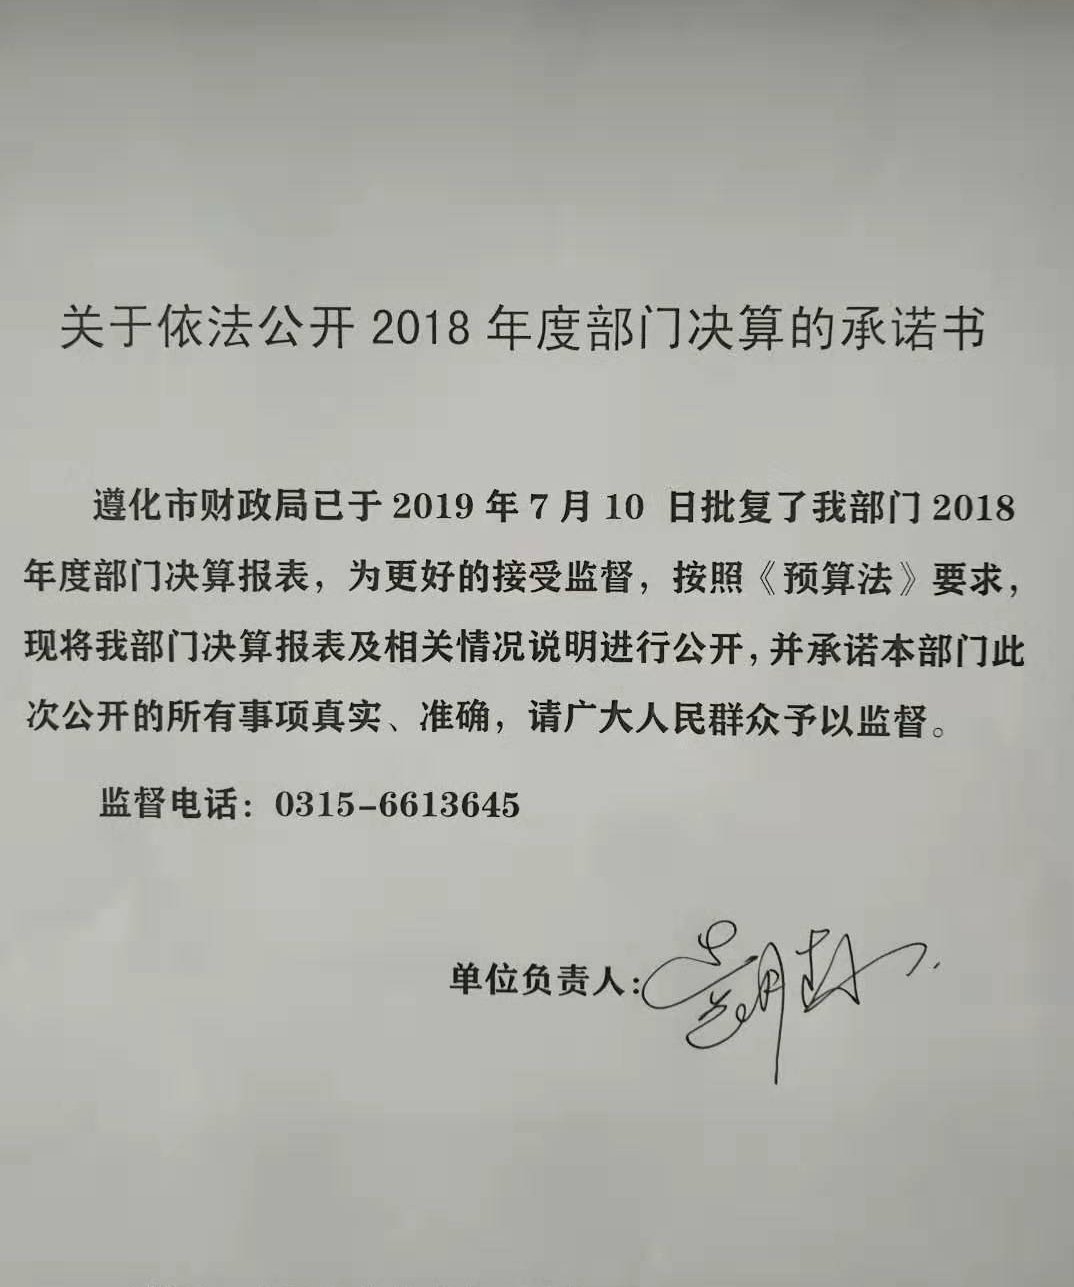 关于依法公开 2018 年度部门决算的承诺书
遵化市财政局已于 2019 年 7 月 10 日批复了我部门 2018
年度部门决算报表，为更好的接受监督，按照《预算法》要求，
现将我部门决算报表及相关情况说明进行公开，并承诺本部门此
次公开的所有事项真实、准确，请广大人民群众予以监督。
监督电话：0315-6613645
单位负责人：